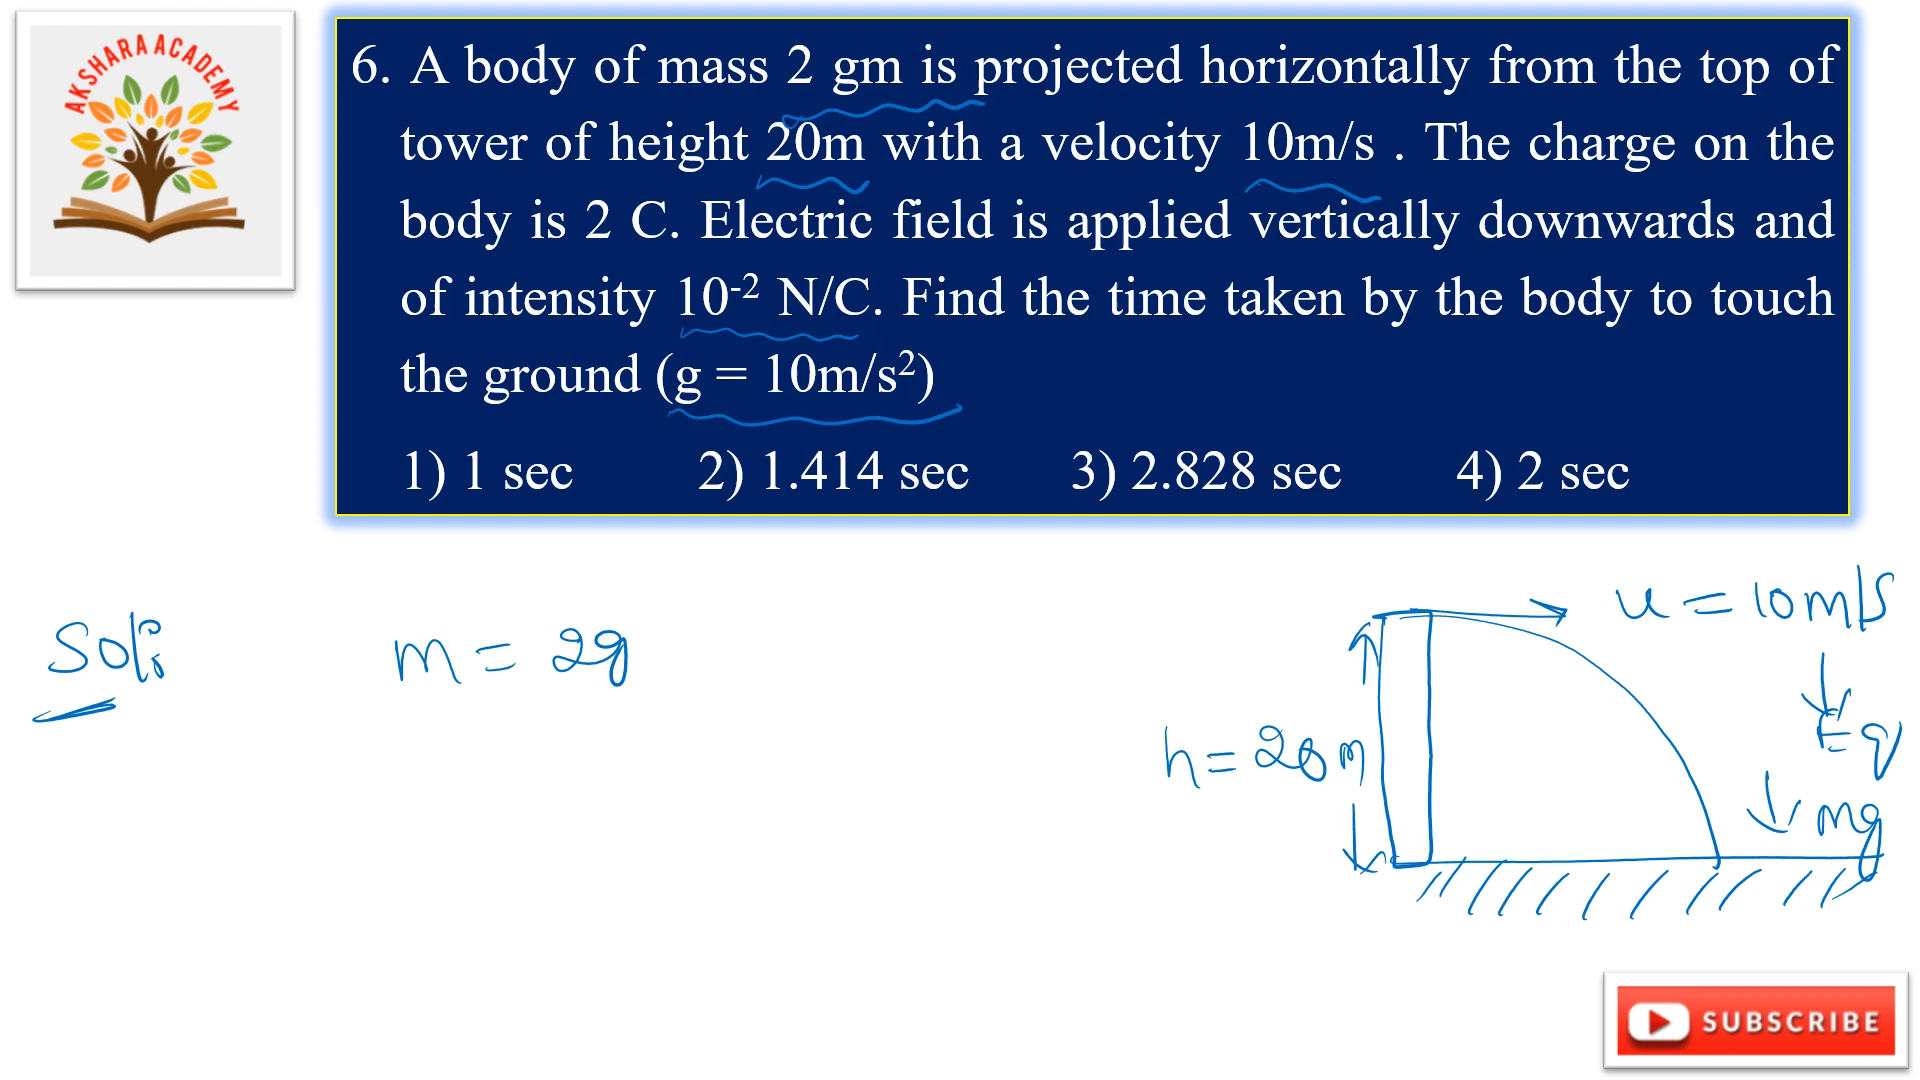 AKSHARA ACADEMY
6. A body of mass 2 gm is projected horizontally from the top of
tower of height 20m with a velocity 10m/s . The charge on the
body is 2 C. Electric field is applied vertically downwards and
of intensity 10⁻² N/C. Find the time taken by the body to touch
the ground (g = 10m/s²)
1) 1 sec 2) 1.414 sec 3) 2.828 sec 4) 2 sec
Sol:
m = 2g
u = 10m/s
Eq
h = 20m
mg
SUBSCRIBE